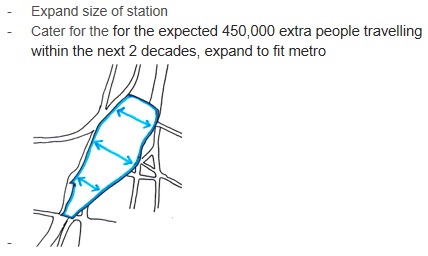 - Expand size of station
- Cater for the for the expected 450,000 extra people travelling
within the next 2 decades, expand to fit metro
-